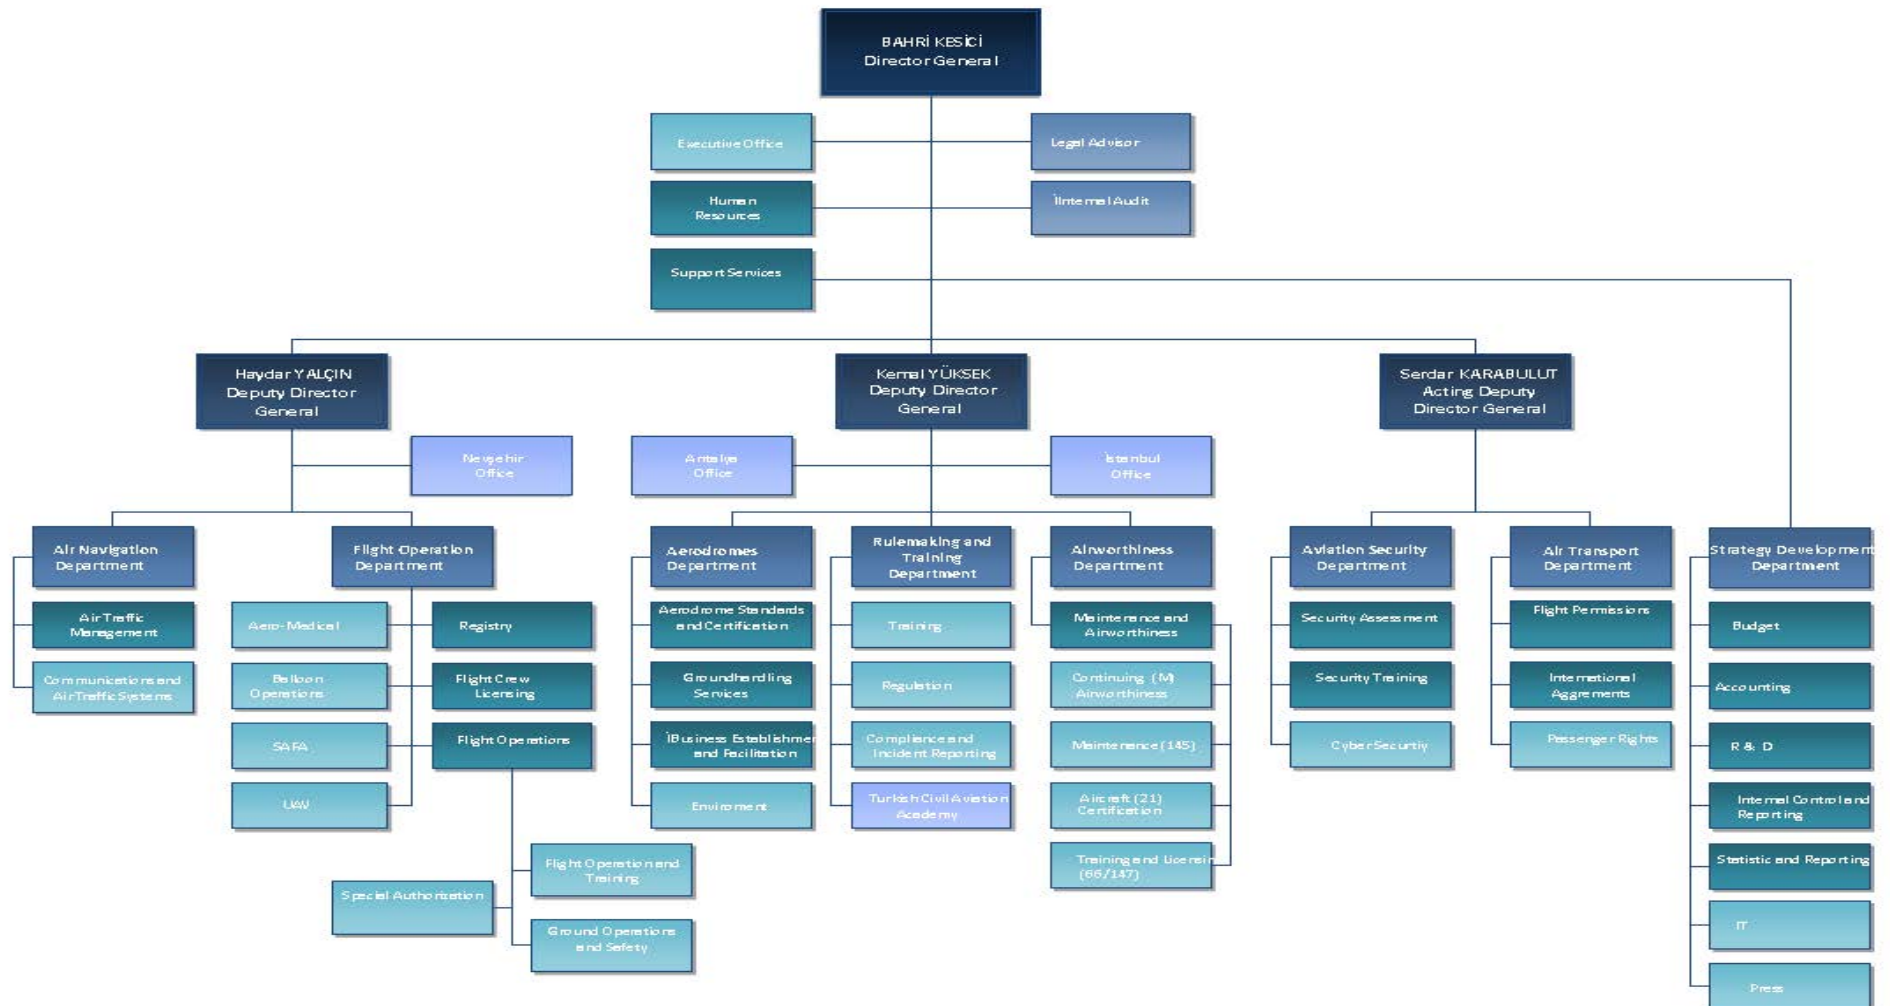 BAHRİ KESİCİ
Director General
Executive Office
Legal Advisor
Human
Resources
İInternal Audit
Support Services
Haydar YALÇIN
Deputy Director
General
Kemal YÜKSEK
Deputy Director
General
Serdar KARABULUT
Acting Deputy
Director General
Nevşehir
Office
Antalya
Office
İstanbul
Office
Air Navigation
Department
Air Traffic
Management
Communications and
Air Traffic Systems
Flight Operation
Department
Aero-Medical
Registry
Balloon
Operations
Flight Crew
Licensing
SAFA
Flight Operations
UAV
Flight Operation and
Training
Special Authorization
Ground Operations
and Safety
Aerodromes
Department
Aerodrome Standards
and Certification
Groundhandling
Services
İBusiness Establishmer
and Facilitation
Enviroment
Rulemaking and
Training
Department
Training
Regulation
Compliance and
Incident Reporting
Turkish Civil Aviation
Academy
Airworthiness
Department
Maintenance and
Airworthiness
Continuing (M)
Airworthiness
Maintenance (145)
Aircraft (21)
Certification
Training and Licensin
(66/147)
Aviation Security
Department
Security Assessment
Security Training
Cyber Securtiy
Air Transport
Department
Flight Permissions
International
Aggrements
Passenger Rights
Strategy Development
Department
Budget
Accounting
R & D
Internal Control and
Reporting
Statistic and Reporting
IT
Press